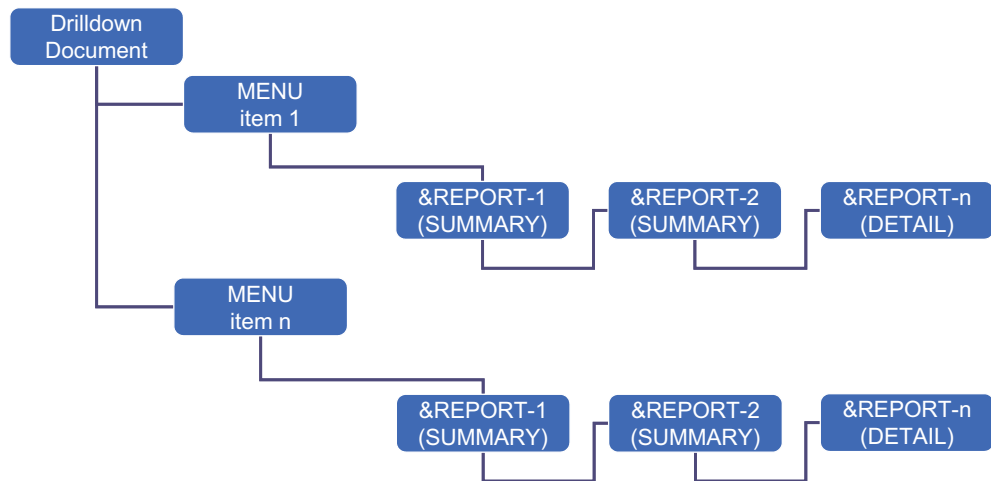 Drilldown
Document
MENU
item 1
&REPORT-1
(SUMMARY)
&REPORT-2
(SUMMARY)
&REPORT-n
(DETAIL)
MENU
item n
&REPORT-1
(SUMMARY)
&REPORT-2
(SUMMARY)
&REPORT-n
(DETAIL)